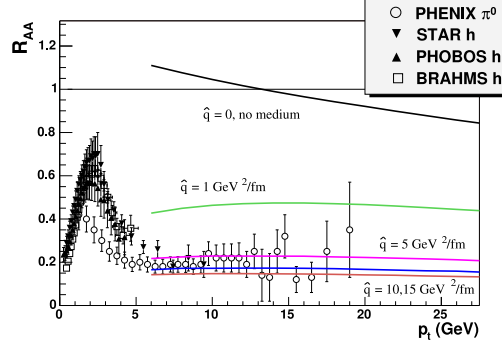 R_AA
PHENIX π⁰
STAR h
PHOBOS h
BRAHMS h
1.2
1
0.8
0.6
0.4
0.2
0
q̂ = 0, no medium
q̂ = 1 GeV ²/fm
q̂ = 5 GeV ²/fm
q̂ = 10,15 GeV ²/fm
0 5 10 15 20 25
p_t (GeV)